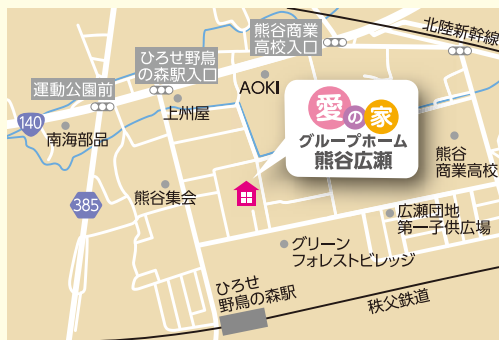 熊谷商業
高校入口
北陸新幹線
ひろせ野鳥
の森駅入口
運動公園前
AOKI
上州屋
140
南海部品
愛の家
グループホーム
熊谷広瀬
熊谷
商業高校
385
熊谷集会
広瀬団地
第一子供広場
グリーン
フォレストビレッジ
ひろせ
野鳥の森駅
秩父鉄道